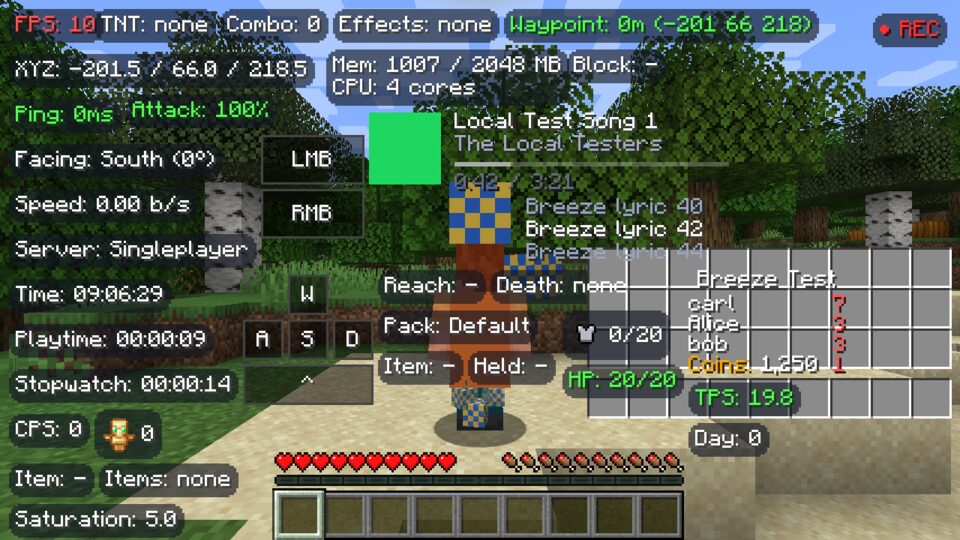 FPS: 10 TNT: none Combo: 0 Effects: none Waypoint: 0m (-201 66 218) • REC
XYZ: -201.5 / 66.0 / 218.5 Mem: 1007 / 2048 MB Block: -
CPU: 4 cores
Ping: 0ms Attack: 100%
Local Test Song 1
The Local Testers
Facing: South (0°) LMB
0:42 / 3:21
Speed: 0.00 b/s RMB
Breeze lyric 40
Breeze lyric 42
Breeze lyric 44
Server: Singleplayer
Reach: - Death: none
Breeze Test
Time: 09:06:29 W
carl 7
Alice 3
Pack: Default 0/20
Playtime: 00:00:09 A S D
bob 3
Coins: 1,250 1
Item: - Held: -
Stopwatch: 00:00:14 ^
HP: 20/20
TPS: 19.8
CPS: 0 0
Day: 0
Item: - Items: none
Saturation: 5.0